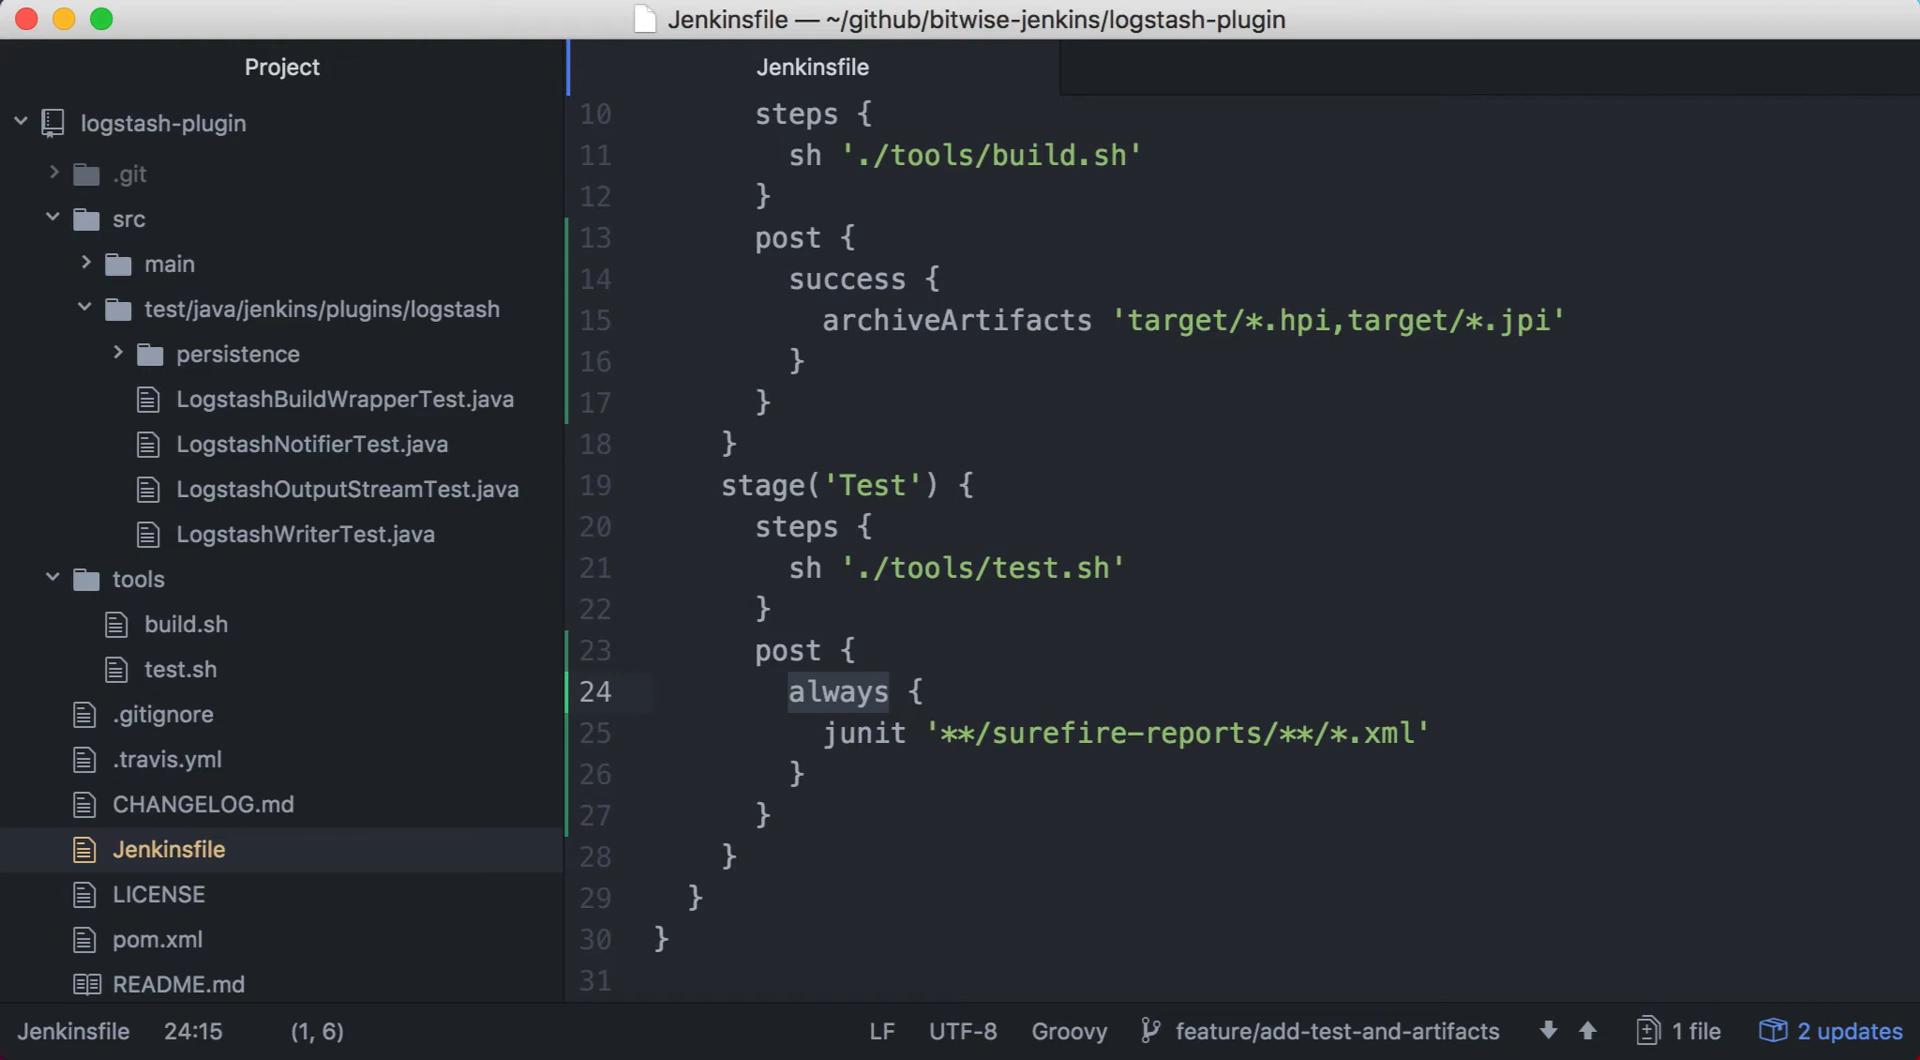 Jenkinsfile — ~/github/bitwise-jenkins/logstash-plugin
Project
logstash-plugin
.git
src
main
test/java/jenkins/plugins/logstash
persistence
LogstashBuildWrapperTest.java
LogstashNotifierTest.java
LogstashOutputStreamTest.java
LogstashWriterTest.java
tools
build.sh
test.sh
.gitignore
.travis.yml
CHANGELOG.md
Jenkinsfile
LICENSE
pom.xml
README.md
Jenkinsfile
10 steps {
11 sh './tools/build.sh'
12 }
13 post {
14 success {
15 archiveArtifacts 'target/*.hpi,target/*.jpi'
16 }
17 }
18 }
19 stage('Test') {
20 steps {
21 sh './tools/test.sh'
22 }
23 post {
24 always {
25 junit '**/surefire-reports/**/*.xml'
26 }
27 }
28 }
29 }
30 }
31
Jenkinsfile 24:15 (1, 6) LF UTF-8 Groovy feature/add-test-and-artifacts 1 file 2 updates